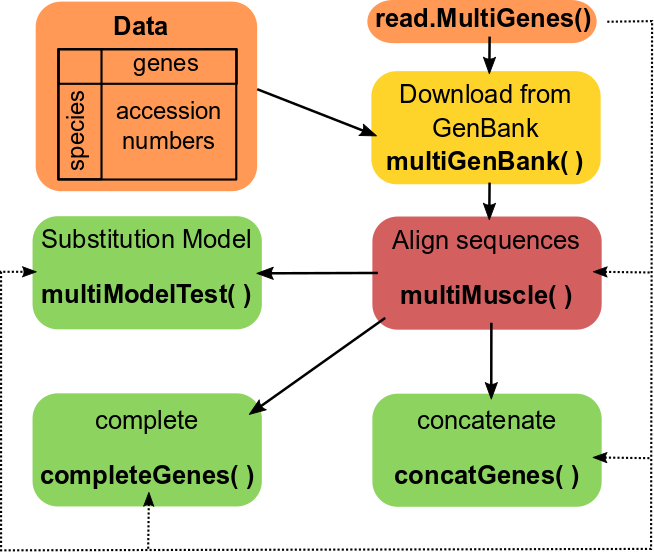 Data
genes
species
accession
numbers
read.MultiGenes()
Download from
GenBank
multiGenBank( )
Substitution Model
multiModelTest( )
Align sequences
multiMuscle( )
complete
completeGenes( )
concatenate
concatGenes( )